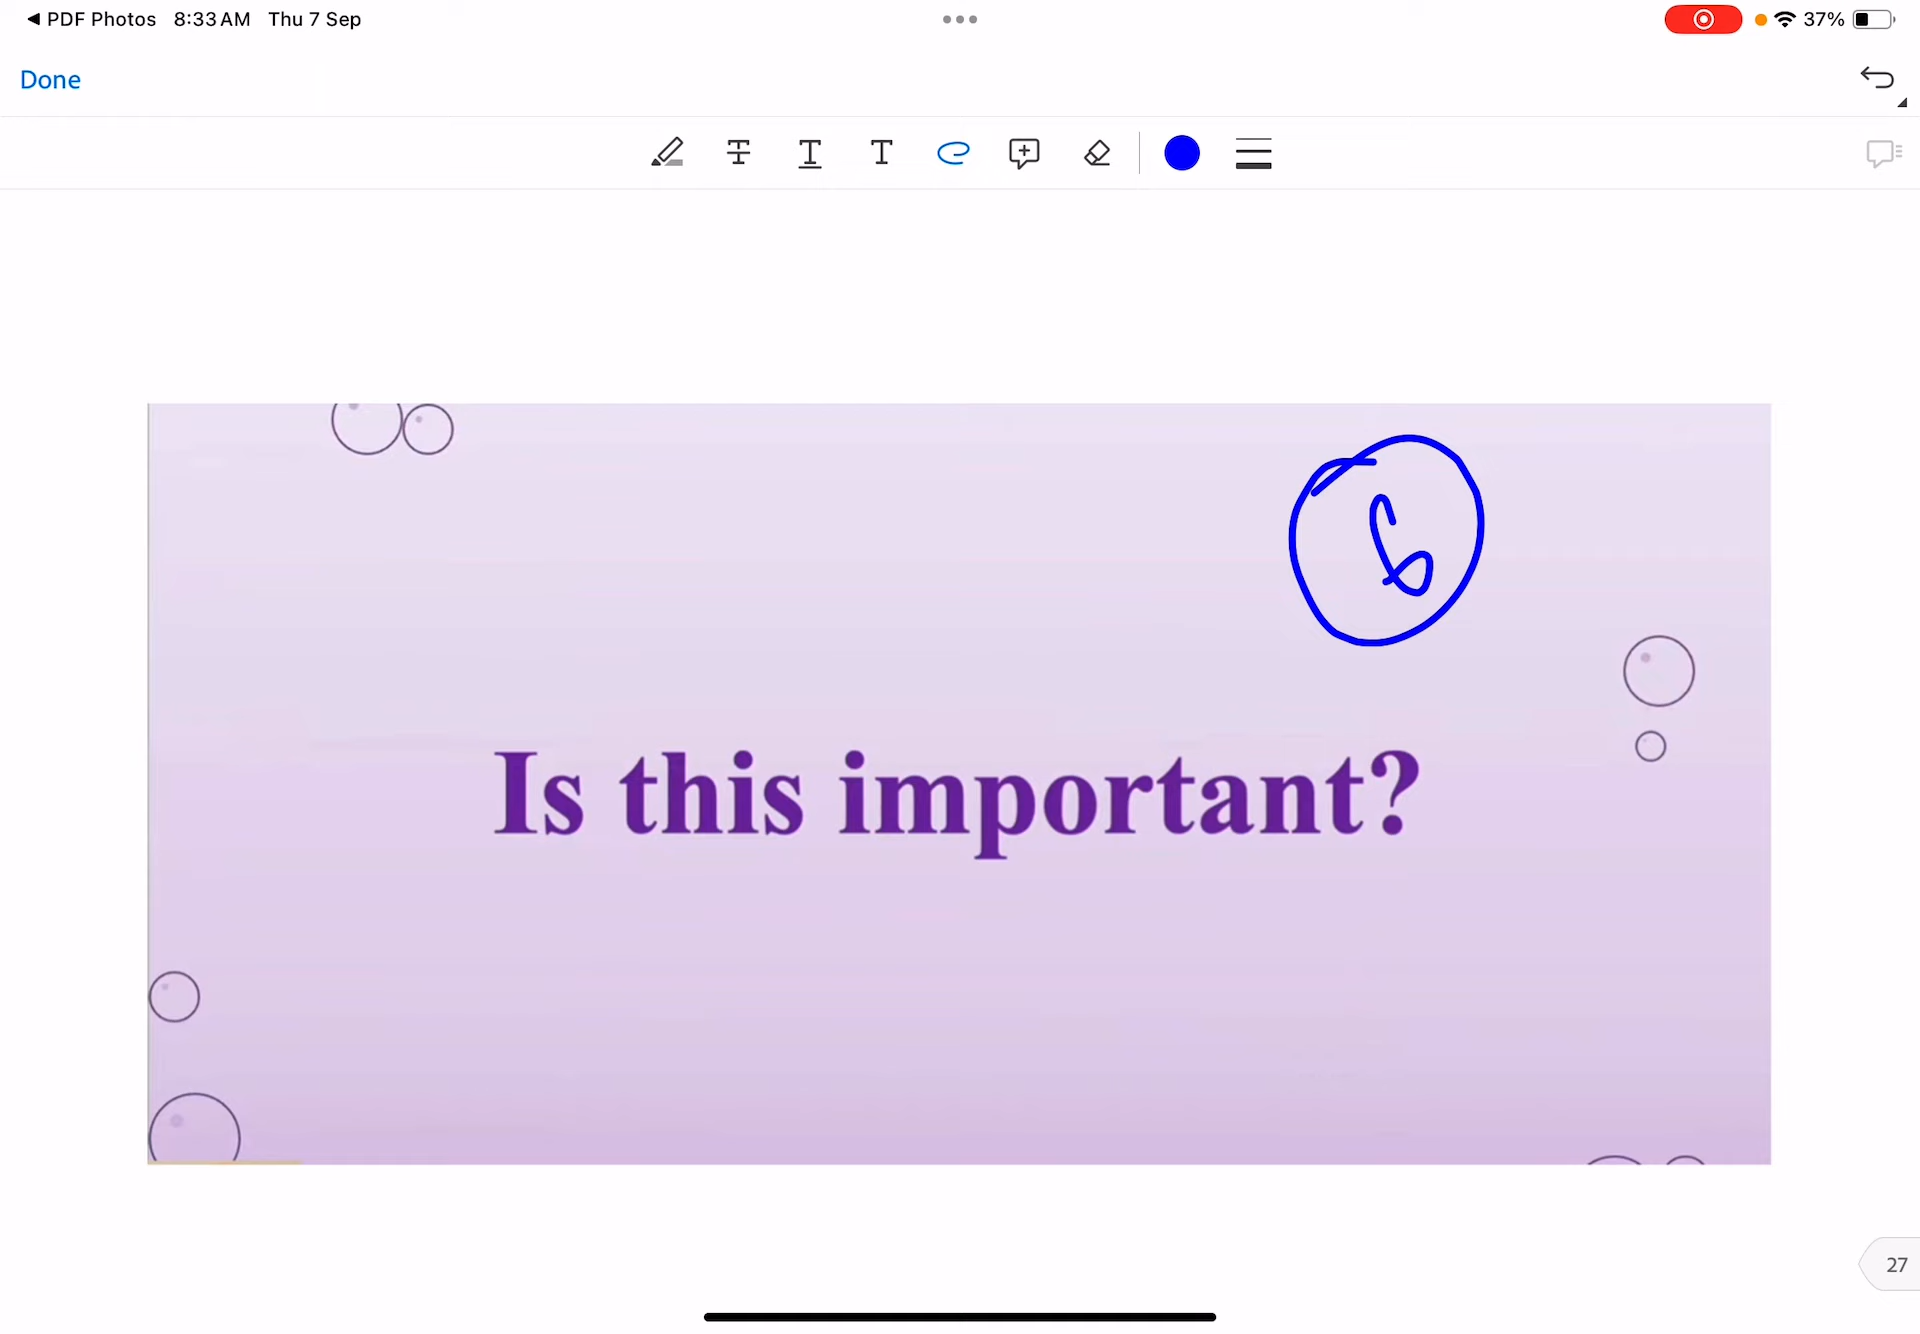 PDF Photos 8:33 AM Thu 7 Sep
37%
Done
T T T
6
Is this important?
27